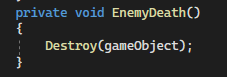 private void EnemyDeath()
{
    Destroy(gameObject);
}